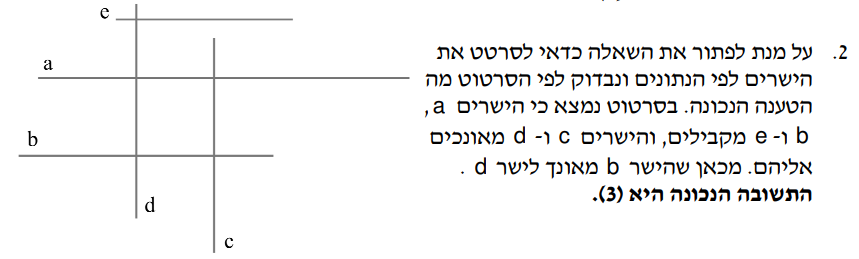 2. על מנת לפתור את השאלה כדאי לסרטט את
הישרים לפי הנתונים ונבדוק לפי הסרטוט מה
הטענה הנכונה. בסרטוט נמצא כי הישרים a,
b ו- e מקבילים, והישרים c ו- d מאונכים
אליהם. מכאן שהישר b מאונך לישר d .
התשובה הנכונה היא (3).
e
a
b
d
c